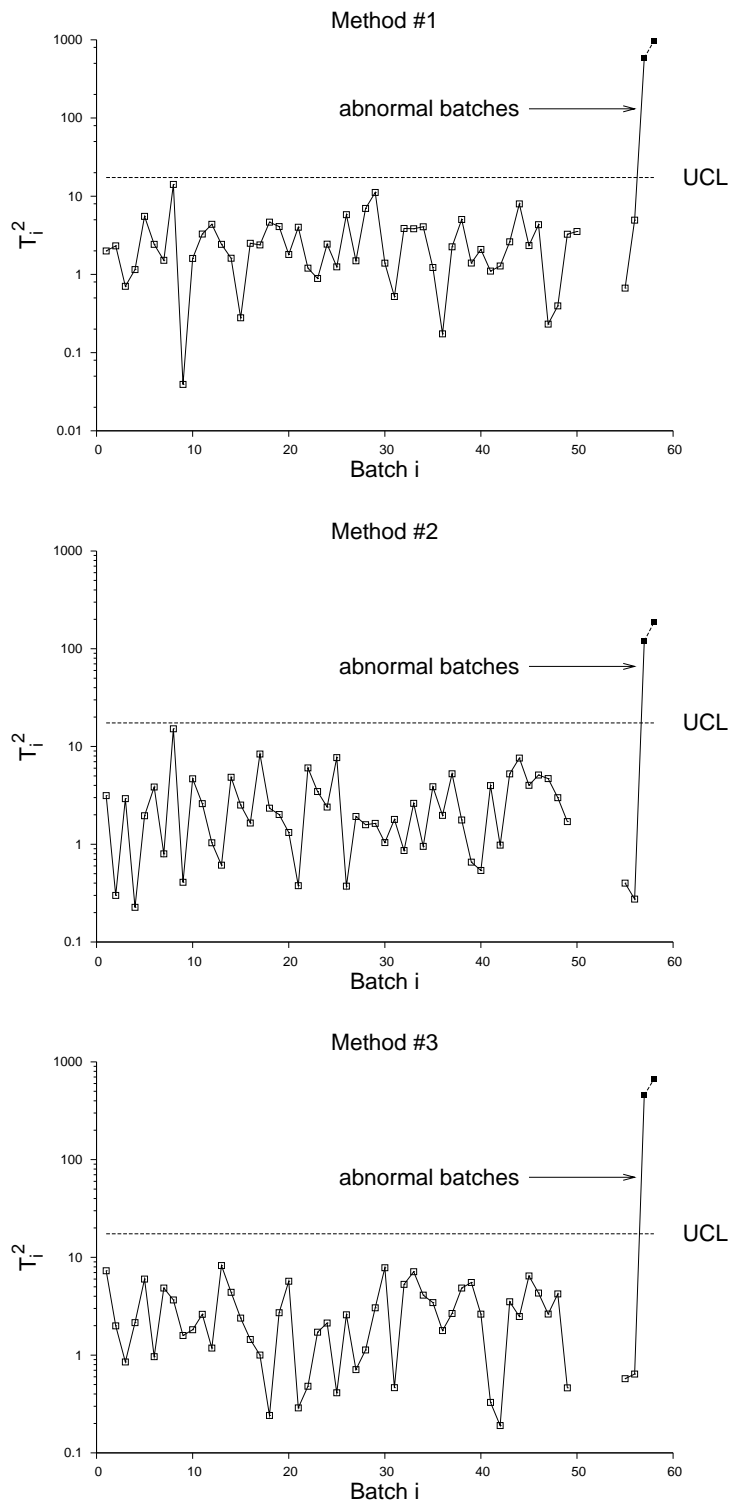 Method #1
1000
100
10
1
0.1
0.01
T_i^2
abnormal batches
UCL
0 10 20 30 40 50 60
Batch i
Method #2
1000
100
10
1
0.1
T_i^2
abnormal batches
UCL
0 10 20 30 40 50 60
Batch i
Method #3
1000
100
10
1
0.1
T_i^2
abnormal batches
UCL
0 10 20 30 40 50 60
Batch i